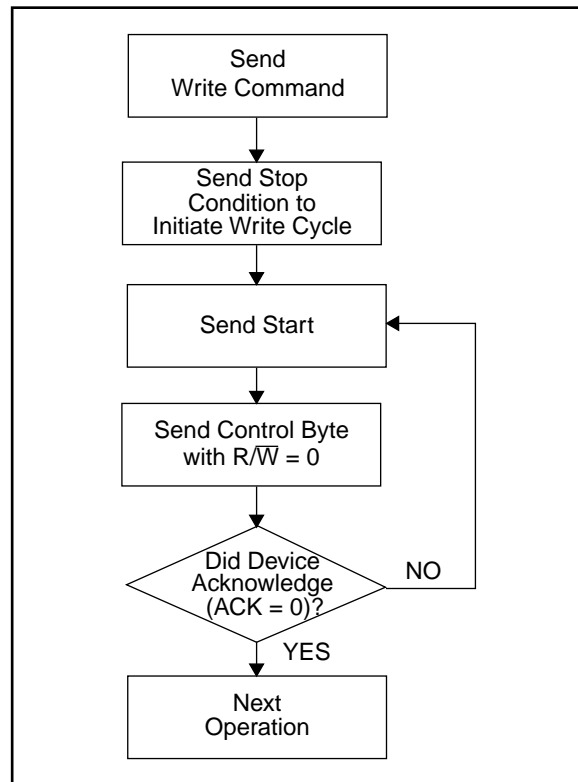 Send
Write Command
Send Stop
Condition to
Initiate Write Cycle
Send Start
Send Control Byte
with R/W̅ = 0
Did Device
Acknowledge
(ACK = 0)?
NO
YES
Next
Operation